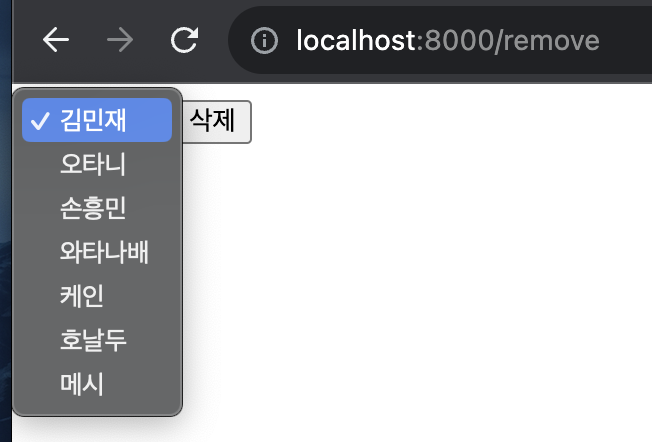 localhost:8000/remove
✓ 김민재
삭제
오타니
손흥민
와타나배
케인
호날두
메시